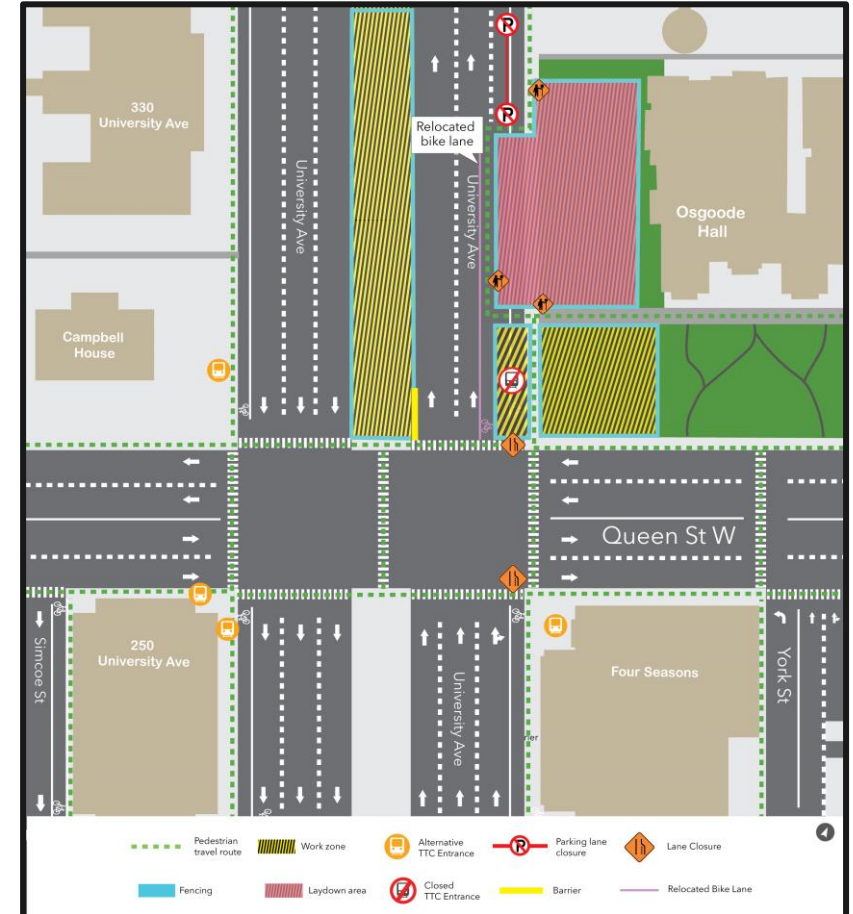 330
University Ave
University Ave
Relocated
bike lane
University Ave
Osgoode
Hall
Campbell
House
Queen St W
Simcoe St
250
University Ave
University Ave
Four Seasons
York St
rier
Pedestrian
travel route
Work zone
Alternative
TTC Entrance
Parking lane
closure
Lane Closure
Fencing
Laydown area
Closed
TTC Entrance
Barrier
Relocated Bike Lane